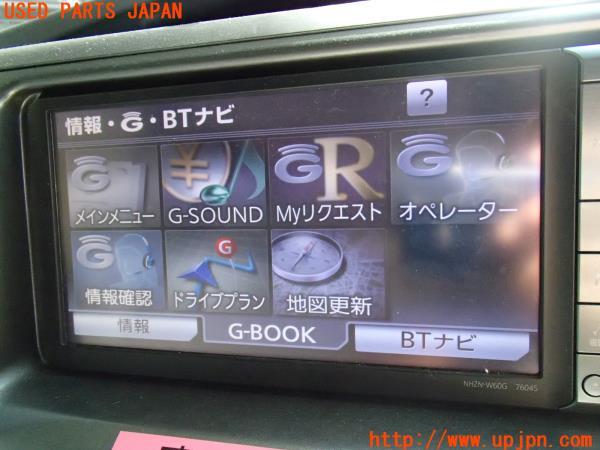 USED PARTS JAPAN
情報・G・BTナビ
?
メインメニュー
G-SOUND
Myリクエスト
オペレーター
情報確認
ドライブプラン
地図更新
情報
G-BOOK
BTナビ
NHZN-W60G 76045
http://www.upjpn.com/